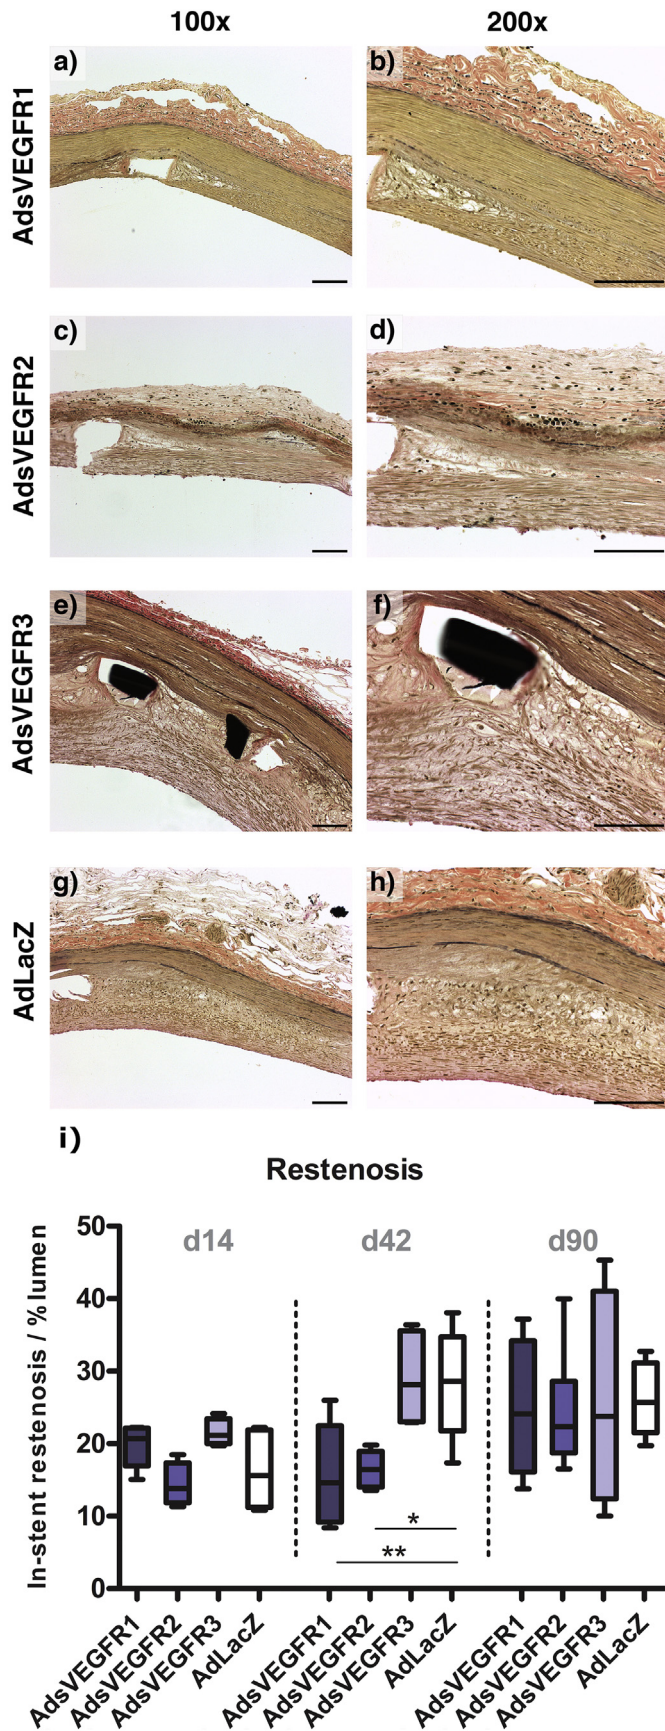 100x 200x
AdsVEGFR1
a) b)
AdsVEGFR2
c) d)
AdsVEGFR3
e) f)
AdLacZ
g) h)
i)
Restenosis
In-stent restenosis / % lumen
50
40
30
20
10
0
d14 d42 d90
*
**
AdsVEGFR1 AdsVEGFR2 AdsVEGFR3 AdLacZ AdsVEGFR1 AdsVEGFR2 AdsVEGFR3 AdLacZ AdsVEGFR1 AdsVEGFR2 AdsVEGFR3 AdLacZ